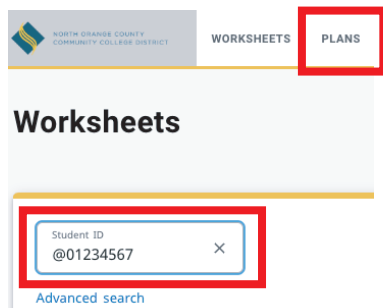 NORTH ORANGE COUNTY
COMMUNITY COLLEGE DISTRICT
WORKSHEETS
PLANS
Worksheets
Student ID
@01234567
Advanced search